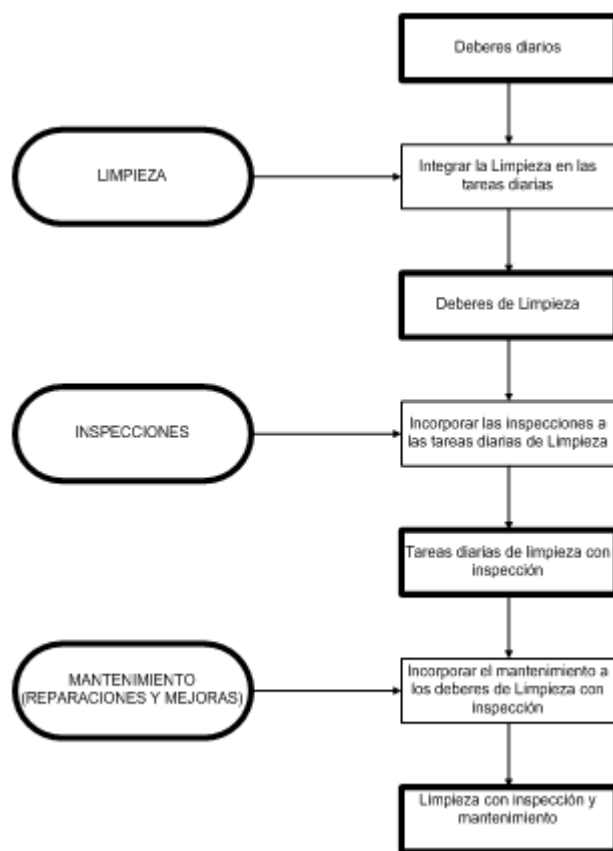 Deberes diarios
LIMPIEZA
Integrar la Limpieza en las
tareas diarias
Deberes de Limpieza
INSPECCIONES
Incorporar las inspecciones a
las tareas diarias de Limpieza
Tareas diarias de limpieza con
inspección
MANTENIMIENTO
(REPARACIONES Y MEJORAS)
Incorporar el mantenimiento a
los deberes de Limpieza con
inspección
Limpieza con inspección y
mantenimiento